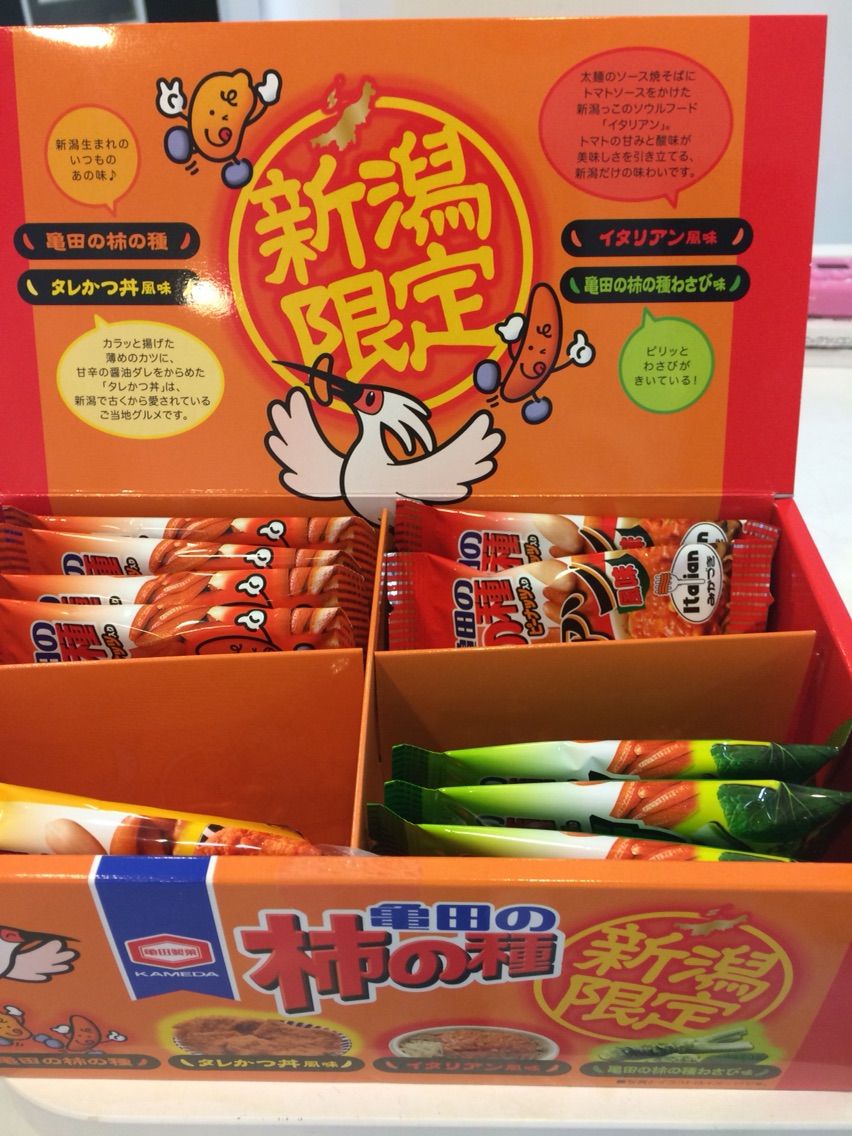 新潟生まれの
いつもの
あの味♪
亀田の柿の種
タレかつ丼風味
カラッと揚げた
薄めのカツに、
甘辛の醤油ダレをからめた
「タレかつ丼」は、
新潟で古くから愛されている
ご当地グルメです。
新潟
限定
太麺のソース焼そばに
トマトソースをかけた
新潟っこのソウルフード
「イタリアン」。
トマトの甘みと酸味が
美味しさを引き立てる、
新潟だけの味わいです。
イタリアン風味
亀田の柿の種わさび味
ピリッと
わさびが
きいている!
の
種
風味
Italian
みかづき
亀田製菓
KAMEDA
亀田の
柿の種
新潟
限定
亀田の柿の種
タレかつ丼風味
イタリアン風味
亀田の柿の種わさび味